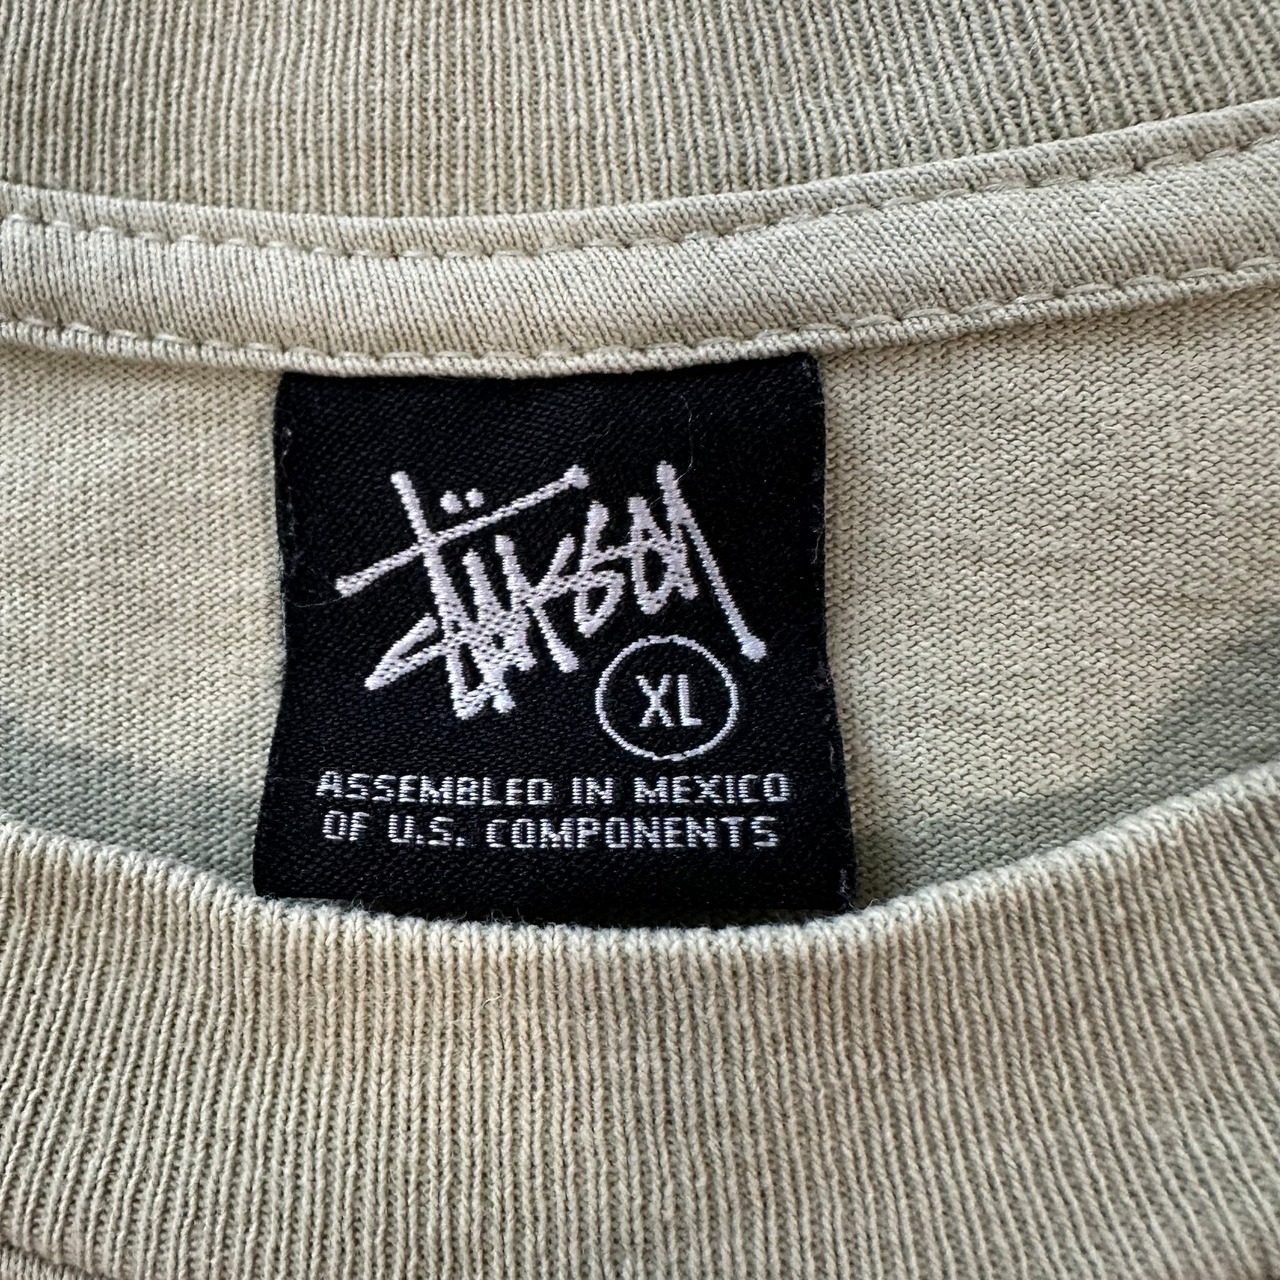 Stüssy
XL
ASSEMBLED IN MEXICO
OF U.S. COMPONENTS